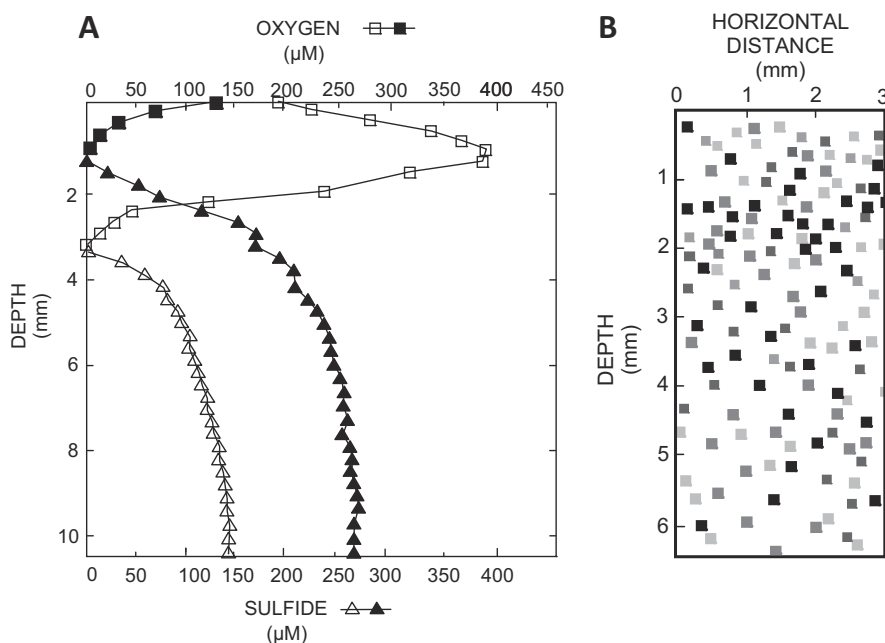 A
OXYGEN
(µM)
0 50 100 150 200 250 300 350 400 450
2
4
6
8
10
DEPTH
(mm)
0 50 100 150 200 250 300 350 400
SULFIDE
(µM)
B
HORIZONTAL
DISTANCE
(mm)
0 1 2 3
1
2
3
4
5
6
DEPTH
(mm)